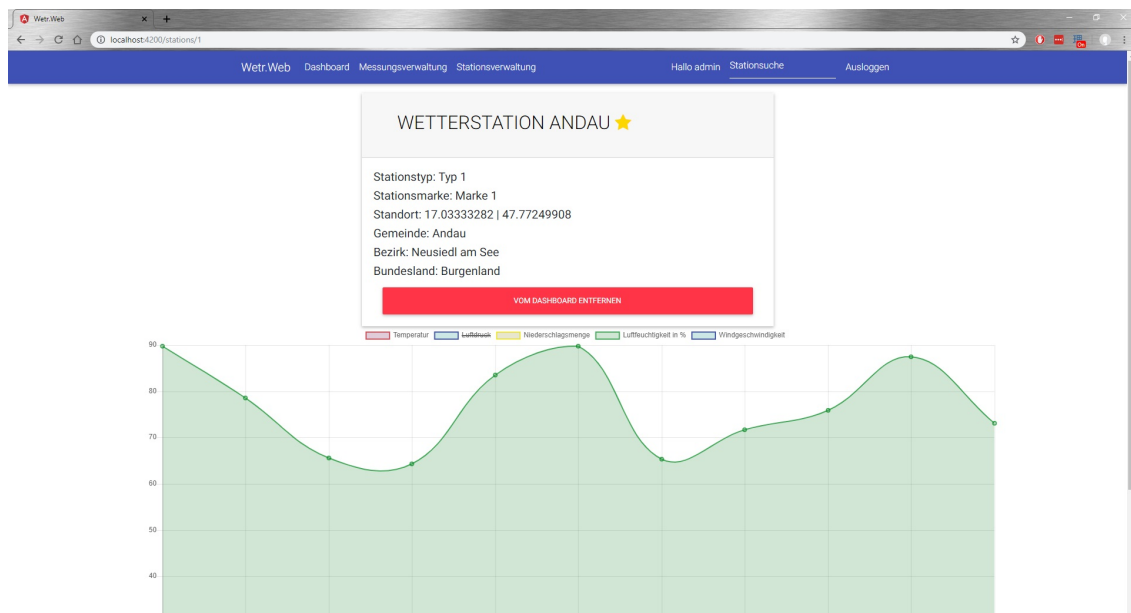 Wetr.Web
localhost:4200/stations/1
On
Wetr.Web Dashboard Messungsverwaltung Stationsverwaltung Hallo admin Stationsuche Ausloggen
WETTERSTATION ANDAU
Stationstyp: Typ 1
Stationsmarke: Marke 1
Standort: 17.03333282 | 47.77249908
Gemeinde: Andau
Bezirk: Neusiedl am See
Bundesland: Burgenland
VOM DASHBOARD ENTFERNEN
Temperatur Luftdruck Niederschlagsmenge Luftfeuchtigkeit in % Windgeschwindigkeit
90
80
70
60
50
40